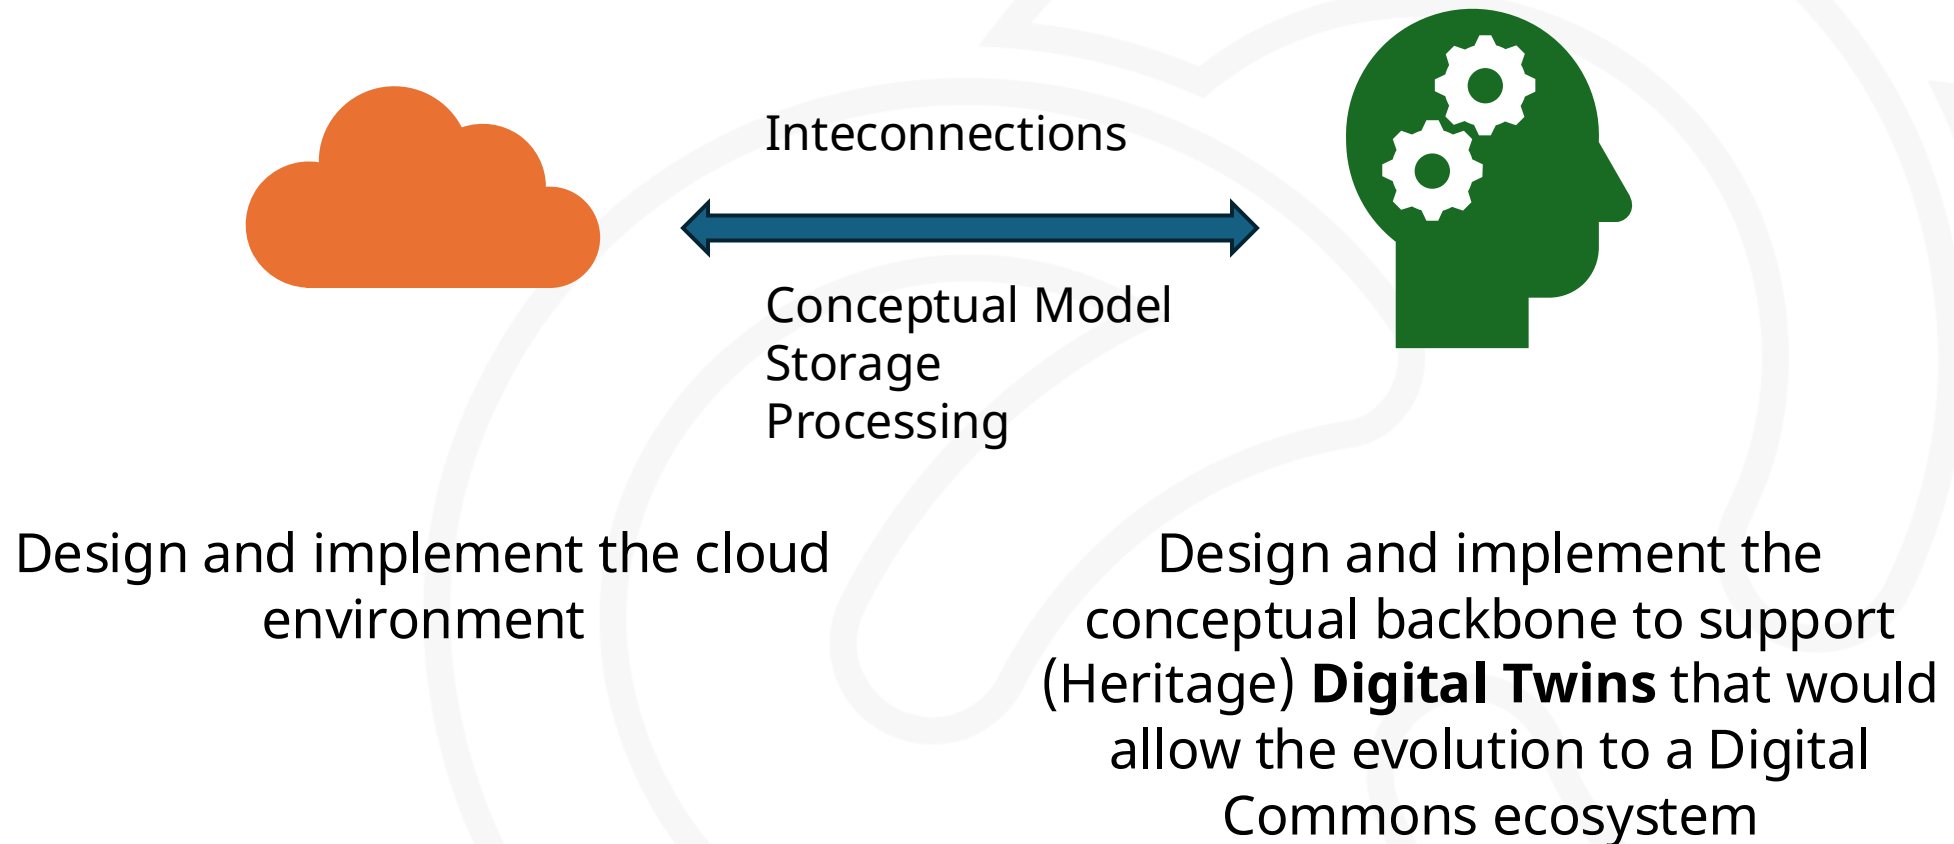 Inteconnections
Conceptual Model
Storage
Processing
Design and implement the cloud
environment
Design and implement the
conceptual backbone to support
(Heritage) Digital Twins that would
allow the evolution to a Digital
Commons ecosystem